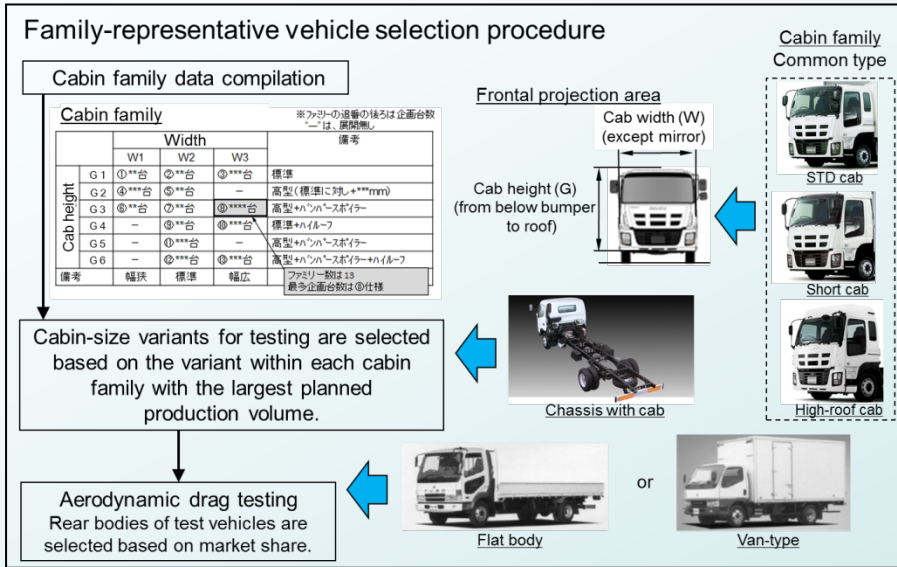 Family-representative vehicle selection procedure
Cabin family data compilation
Cabin family
※ファミリーの追番の後ろは企画台数
"ー"は、展開無し
Width
備考
W1 W2 W3
Cab height
G1 ①**台 ②**台 ③***台 標準
G2 ④***台 ⑤**台 － 高型(標準に対し+***mm)
G3 ⑥**台 ⑦**台 ⑧****台 高型+バンパースポイラー
G4 － ⑨**台 ⑩***台 標準+ハイルーフ
G5 － ⑪***台 － 高型+バンパースポイラー
G6 － ⑫***台 ⑬***台 高型+バンパースポイラー+ハイルーフ
備考 幅狭 標準 幅広
ファミリー数は13
最多企画台数は⑧仕様
Frontal projection area
Cab width (W)
(except mirror)
Cab height (G)
(from below bumper
to roof)
Cabin family
Common type
STD cab
Short cab
High-roof cab
Cabin-size variants for testing are selected
based on the variant within each cabin
family with the largest planned
production volume.
Chassis with cab
Aerodynamic drag testing
Rear bodies of test vehicles are
selected based on market share.
Flat body
or
Van-type